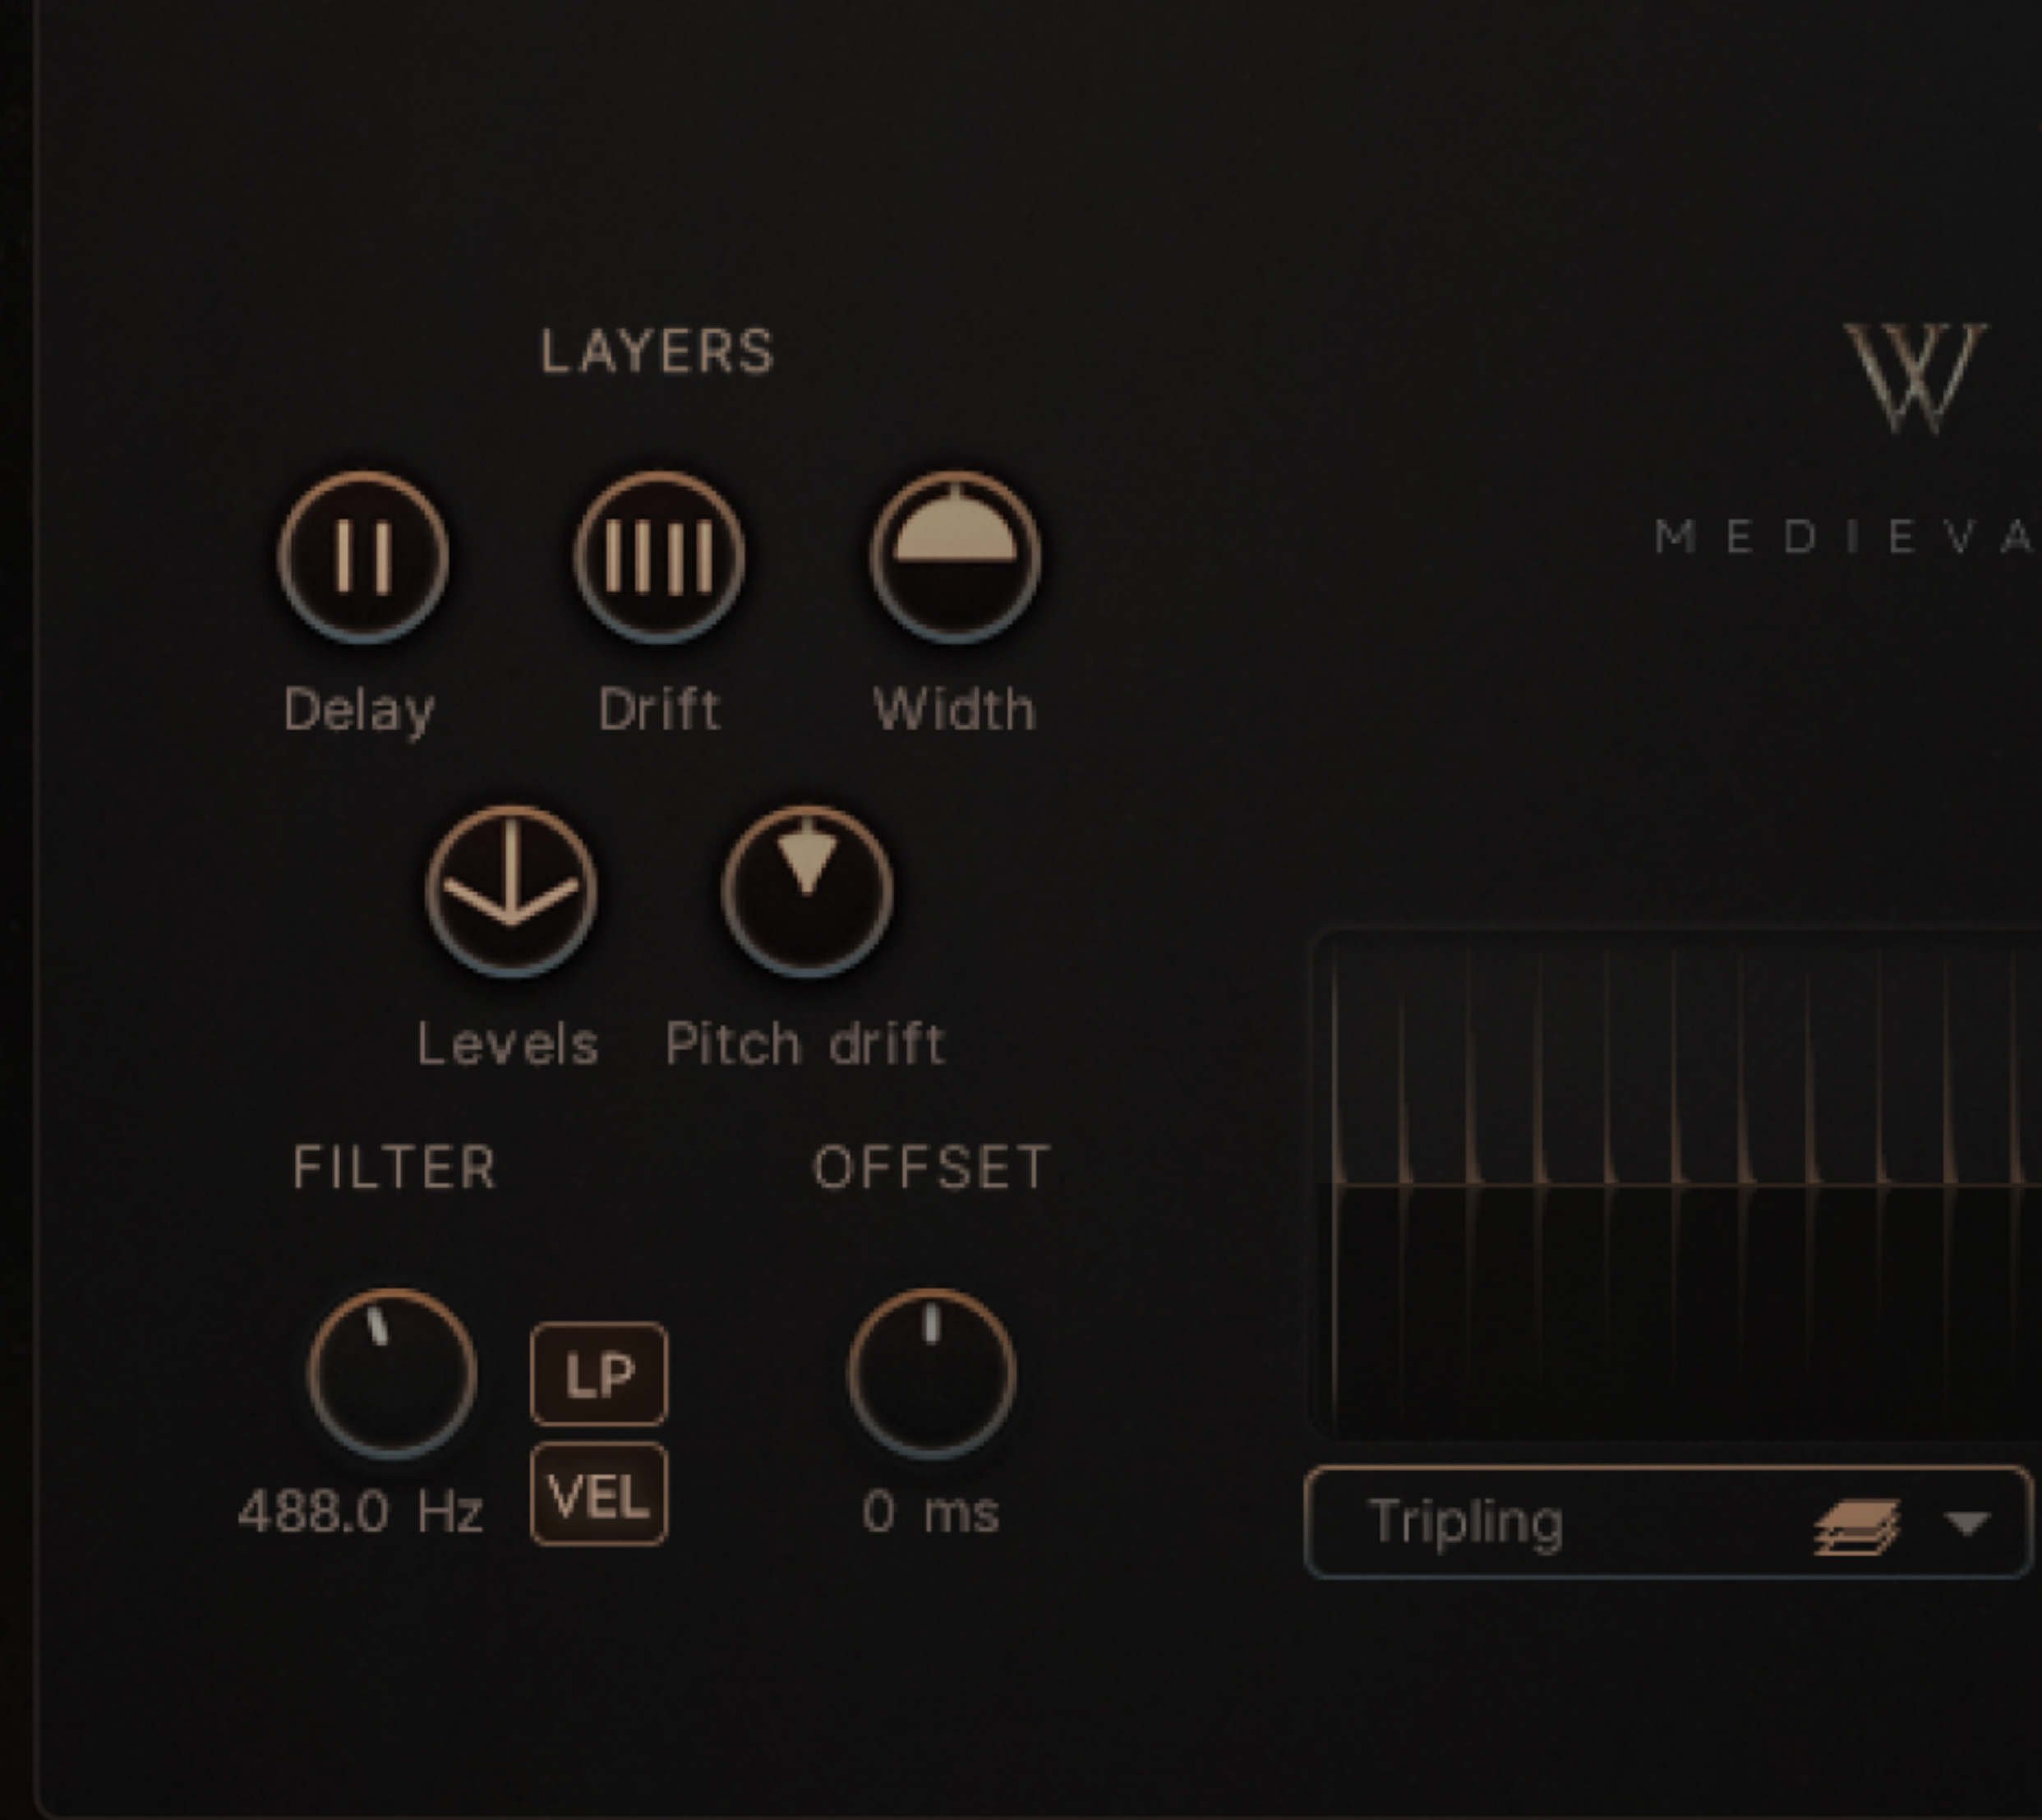 LAYERS
W
Delay Drift Width
MEDIEVA
Levels Pitch drift
FILTER OFFSET
LP
VEL
488.0 Hz 0 ms
Tripling